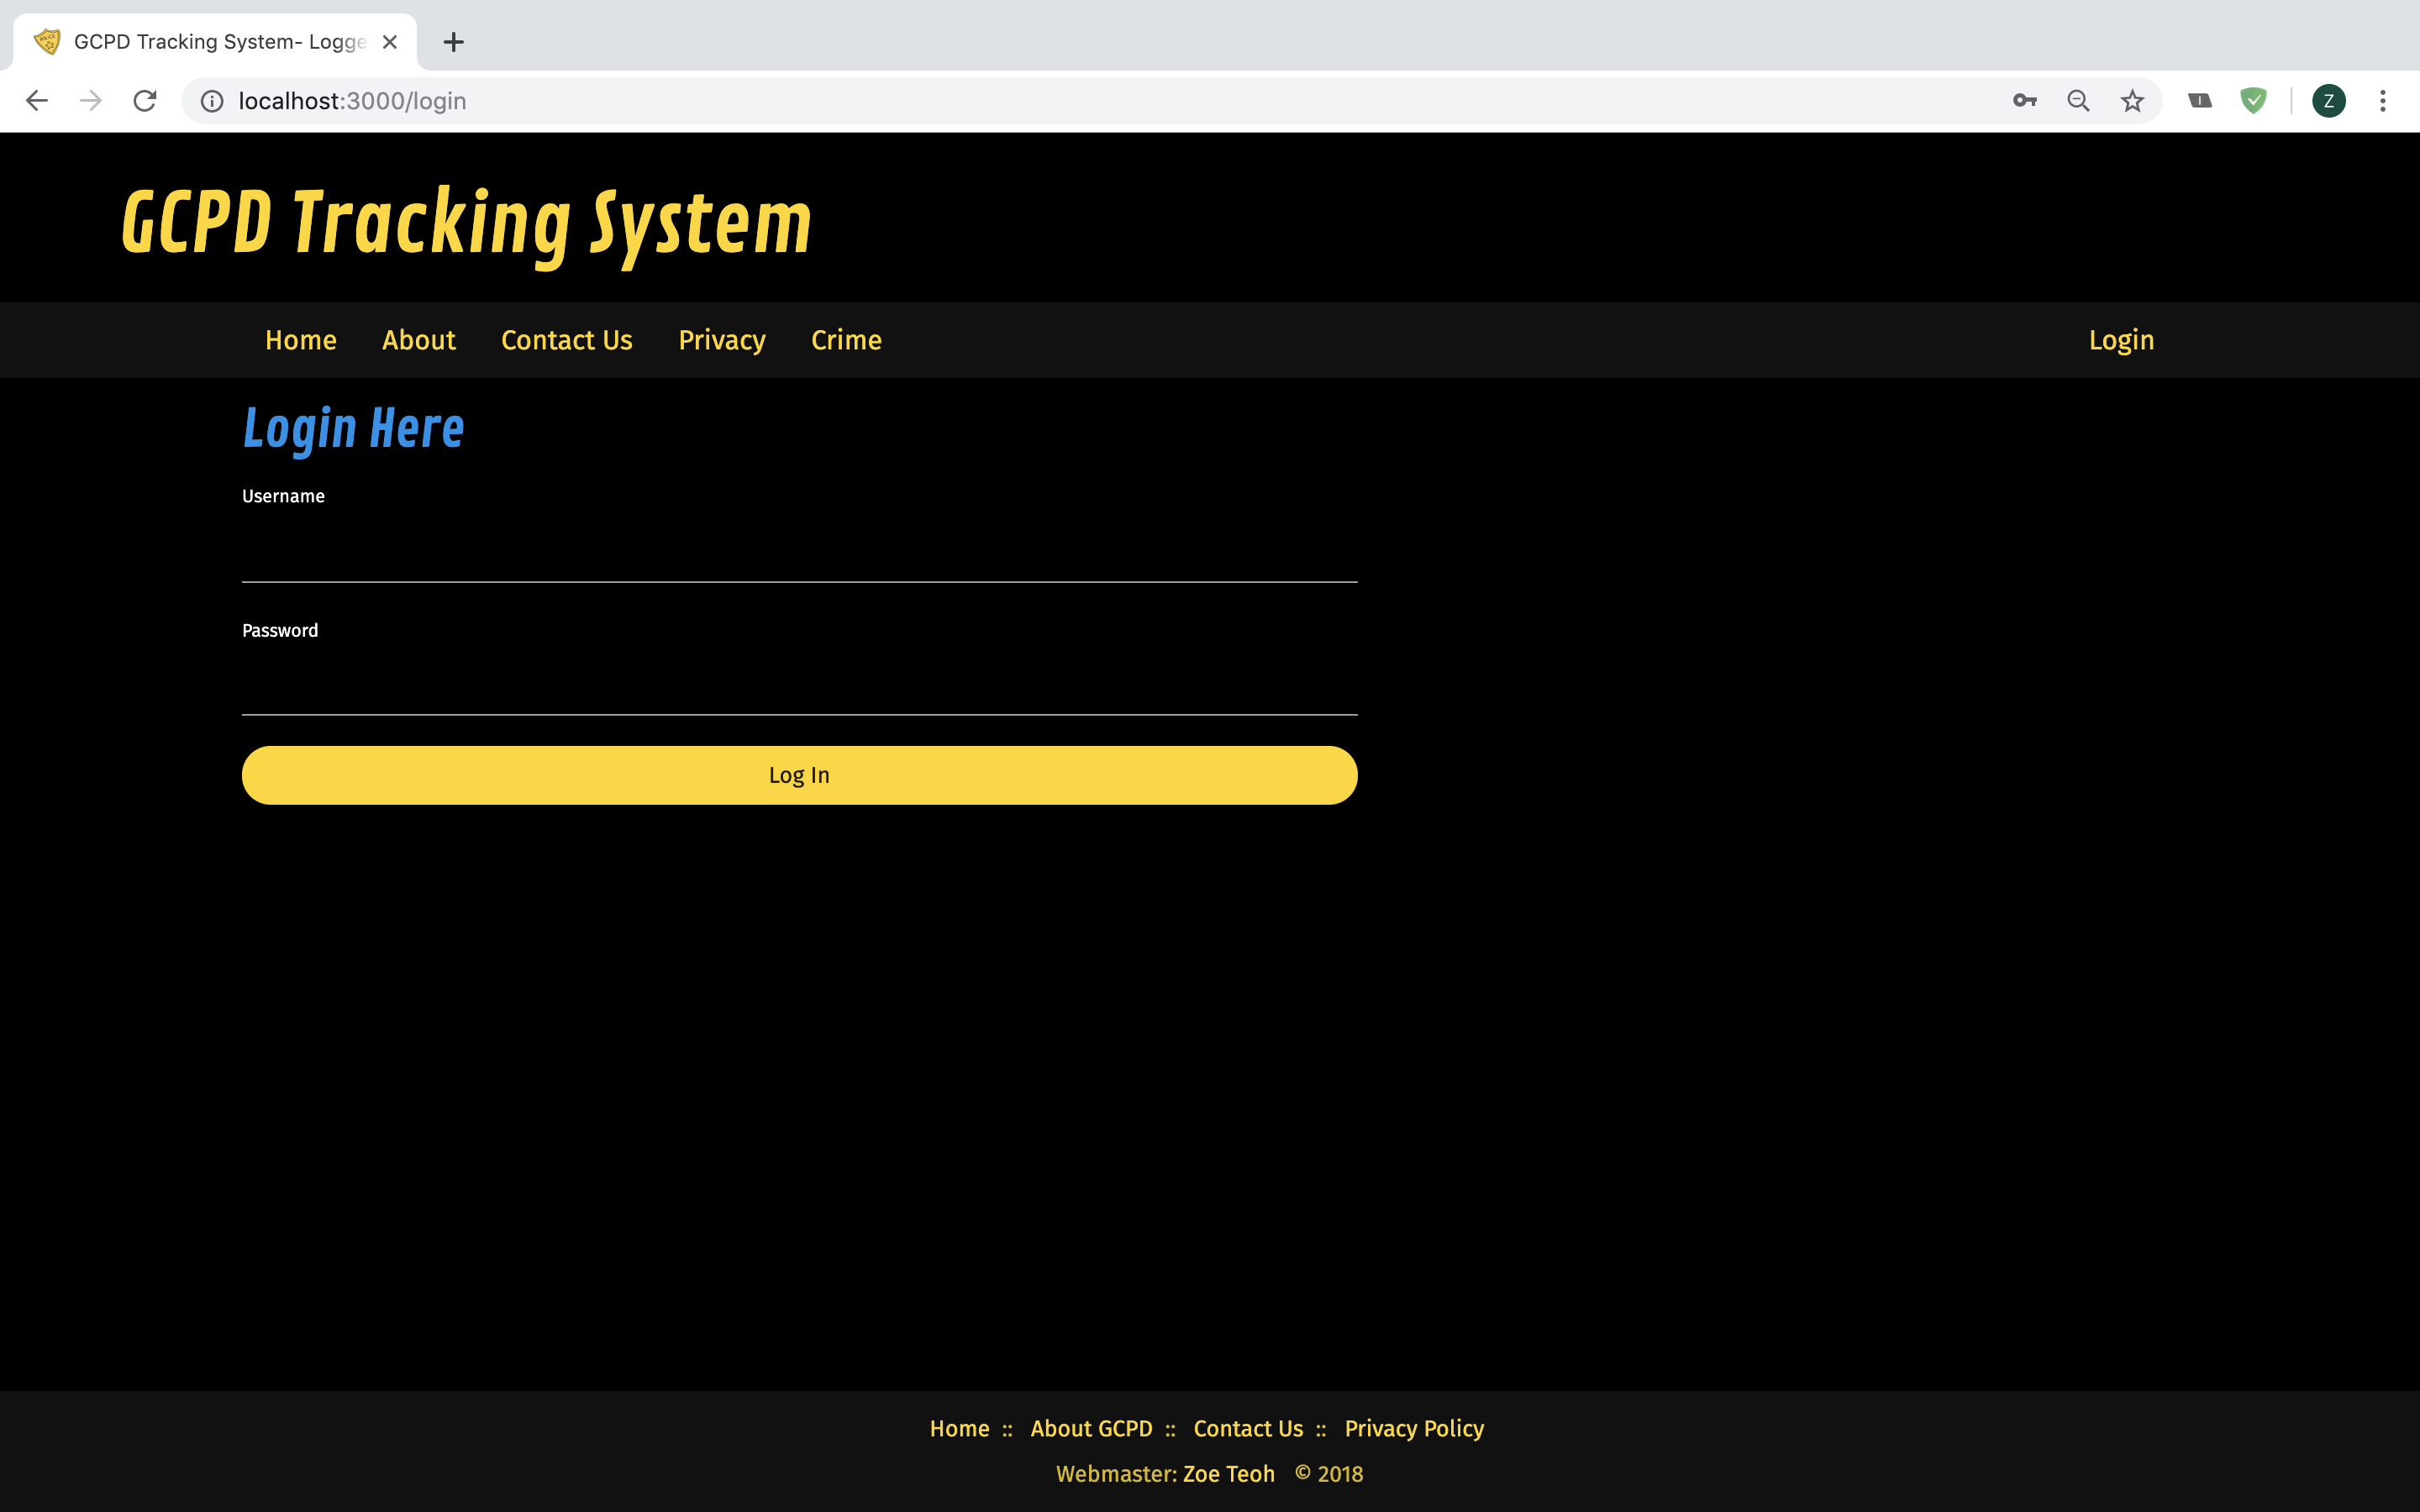 GCPD Tracking System- Logge
localhost:3000/login
Z
GCPD Tracking System
Home About Contact Us Privacy Crime Login
Login Here
Username
Password
Log In
Home :: About GCPD :: Contact Us :: Privacy Policy
Webmaster: Zoe Teoh © 2018